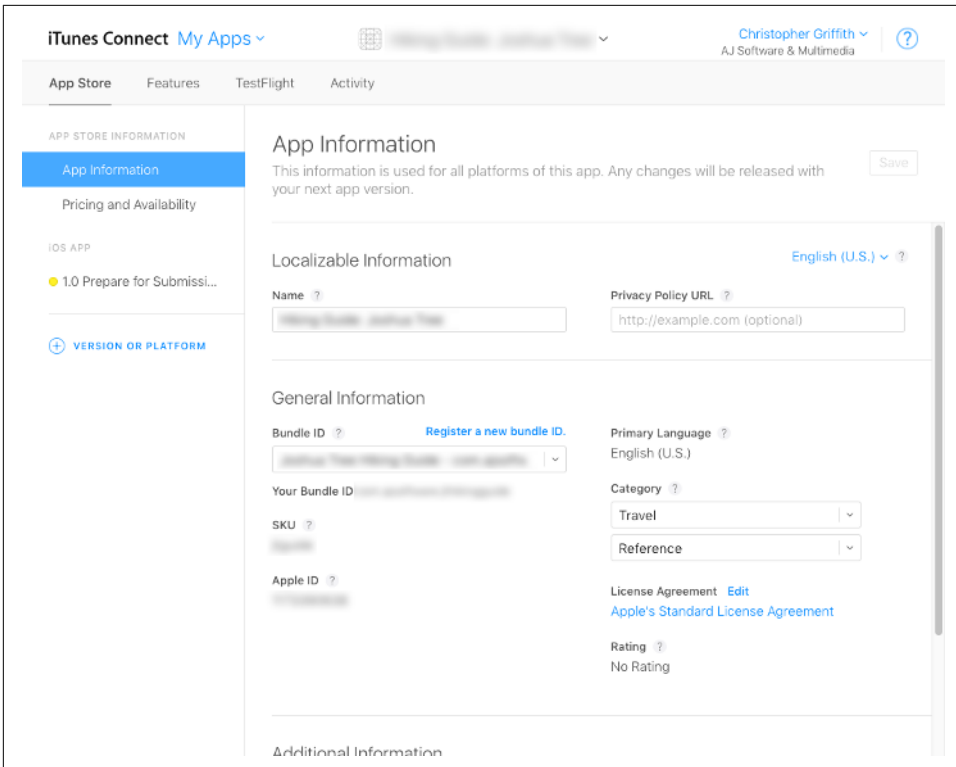 iTunes Connect My Apps
Christopher Griffith
AJ Software & Multimedia
?
App Store Features TestFlight Activity
APP STORE INFORMATION
App Information
Pricing and Availability
iOS APP
1.0 Prepare for Submissi...
VERSION OR PLATFORM
App Information
This information is used for all platforms of this app. Any changes will be released with
your next app version.
Save
Localizable Information
English (U.S.) ?
Name ?
Privacy Policy URL ?
http://example.com (optional)
General Information
Bundle ID ? Register a new bundle ID.
Your Bundle ID
SKU ?
Apple ID ?
Primary Language ?
English (U.S.)
Category ?
Travel
Reference
License Agreement Edit
Apple's Standard License Agreement
Rating ?
No Rating
Additional Information